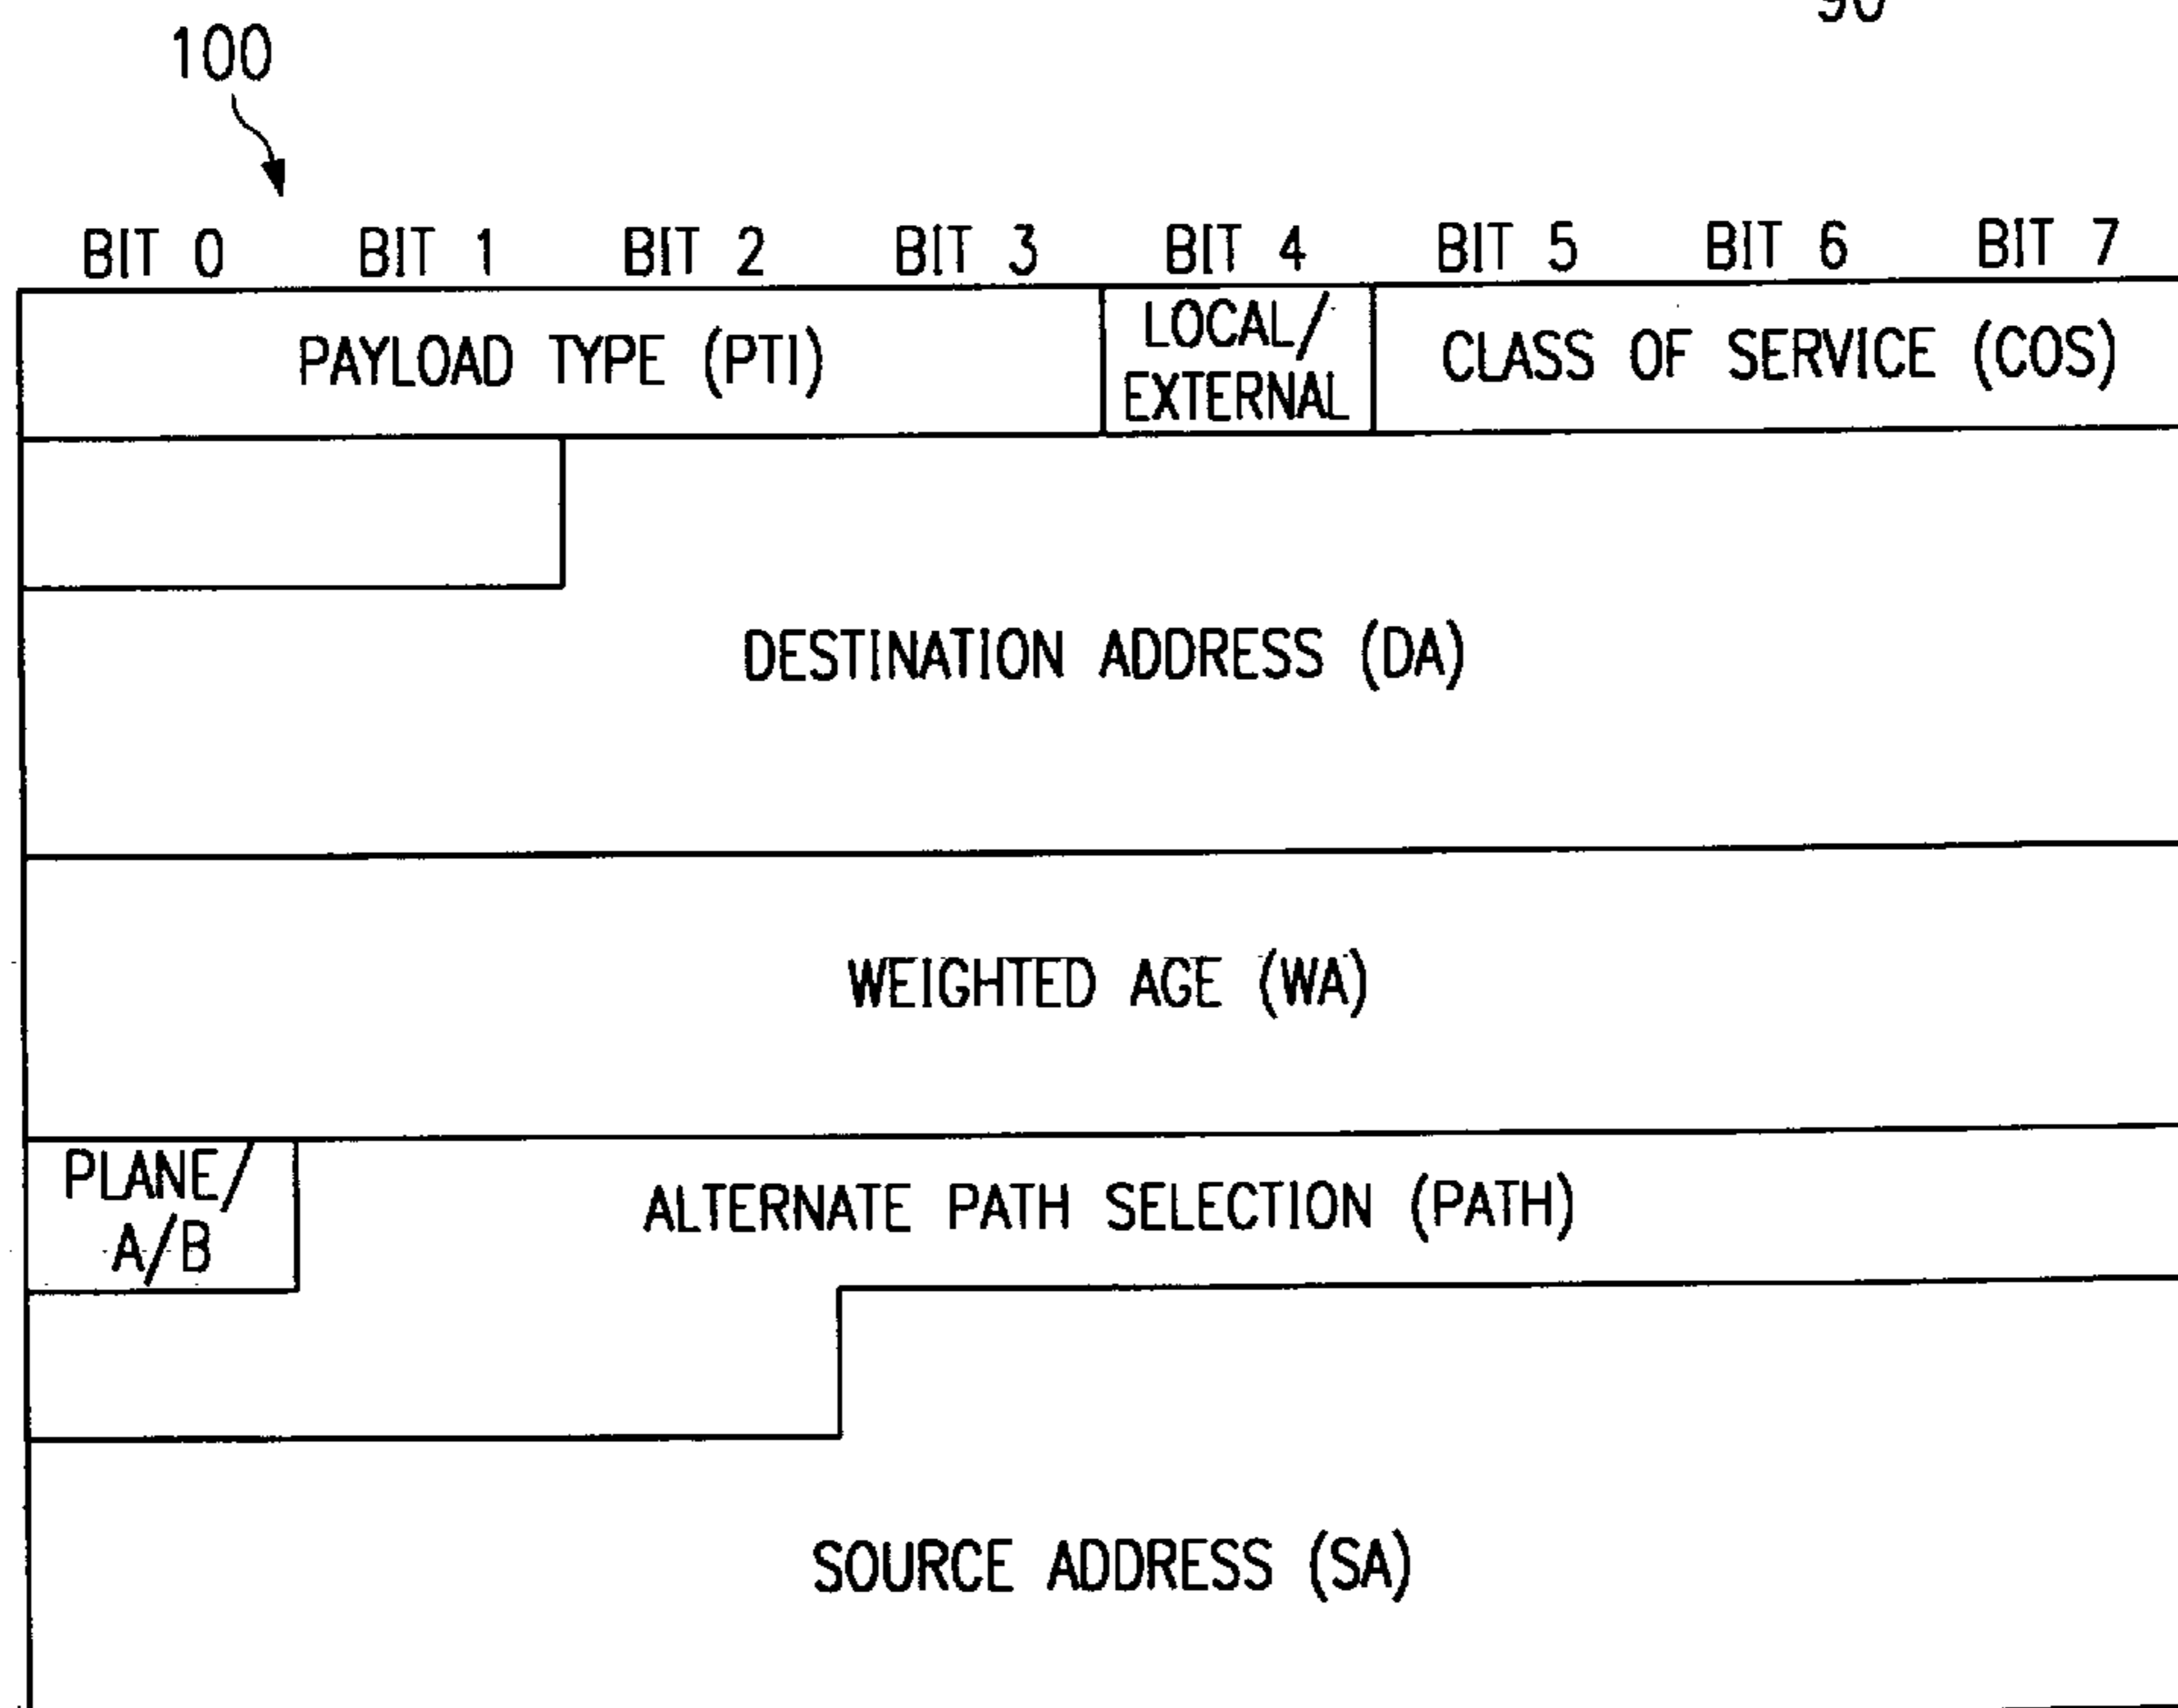 100
BIT 0 BIT 1 BIT 2 BIT 3 BIT 4 BIT 5 BIT 6 BIT 7
PAYLOAD TYPE (PTI)
LOCAL/
EXTERNAL
CLASS OF SERVICE (COS)
DESTINATION ADDRESS (DA)
WEIGHTED AGE (WA)
PLANE/
A/B
ALTERNATE PATH SELECTION (PATH)
SOURCE ADDRESS (SA)